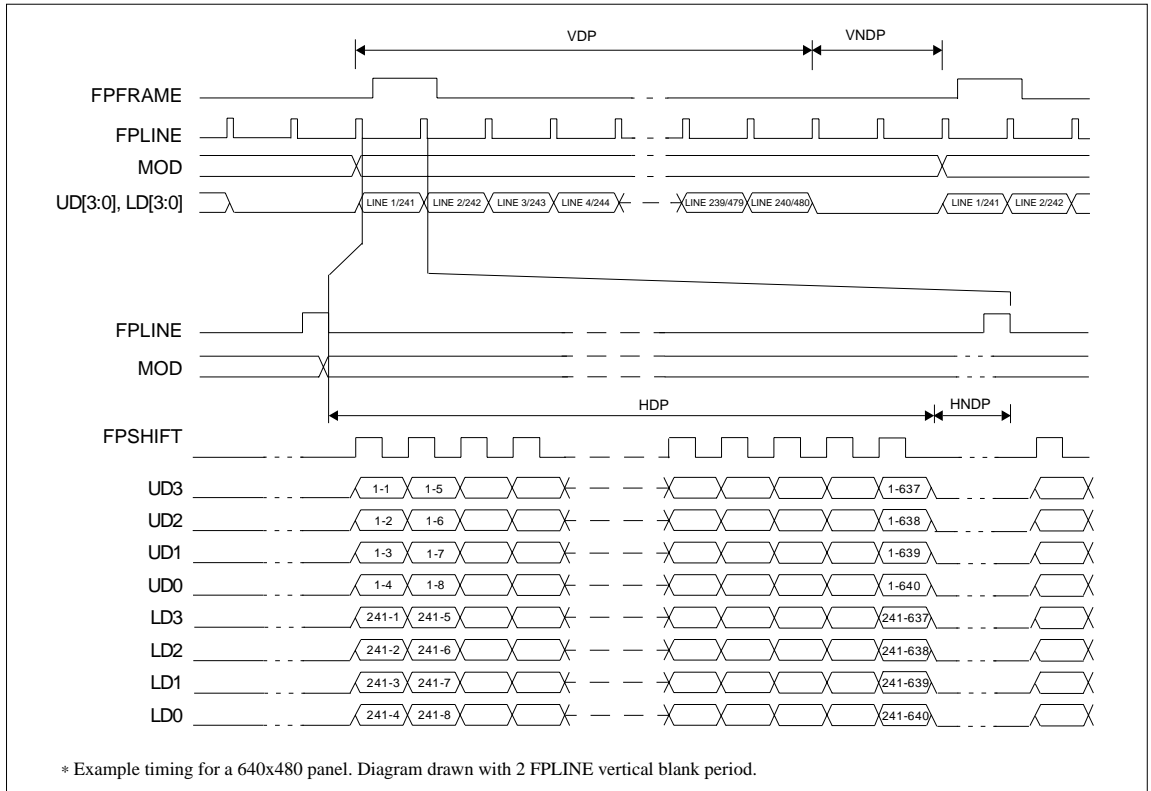 VDP VNDP
FPFRAME
FPLINE
MOD
UD[3:0], LD[3:0] LINE 1/241 LINE 2/242 LINE 3/243 LINE 4/244 LINE 239/479 LINE 240/480 LINE 1/241 LINE 2/242
FPLINE
MOD
HDP HNDP
FPSHIFT
UD3 1-1 1-5 1-637
UD2 1-2 1-6 1-638
UD1 1-3 1-7 1-639
UD0 1-4 1-8 1-640
LD3 241-1 241-5 241-637
LD2 241-2 241-6 241-638
LD1 241-3 241-7 241-639
LD0 241-4 241-8 241-640
* Example timing for a 640x480 panel. Diagram drawn with 2 FPLINE vertical blank period.